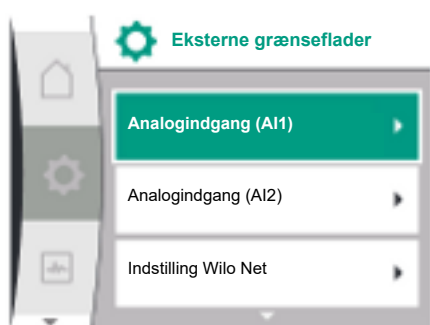 Eksterne grænseflader
Analogindgang (AI1)
Analogindgang (AI2)
Indstilling Wilo Net